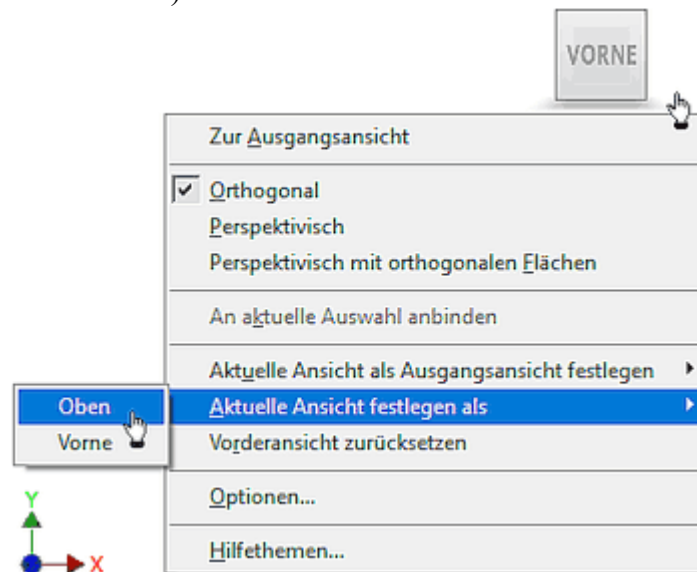 VORNE
Zur Ausgangsansicht
Orthogonal
Perspektivisch
Perspektivisch mit orthogonalen Flächen
An aktuelle Auswahl anbinden
Aktuelle Ansicht als Ausgangsansicht festlegen
Aktuelle Ansicht festlegen als
Oben
Vorne
Vorderansicht zurücksetzen
Optionen...
Hilfethemen...
Y
X